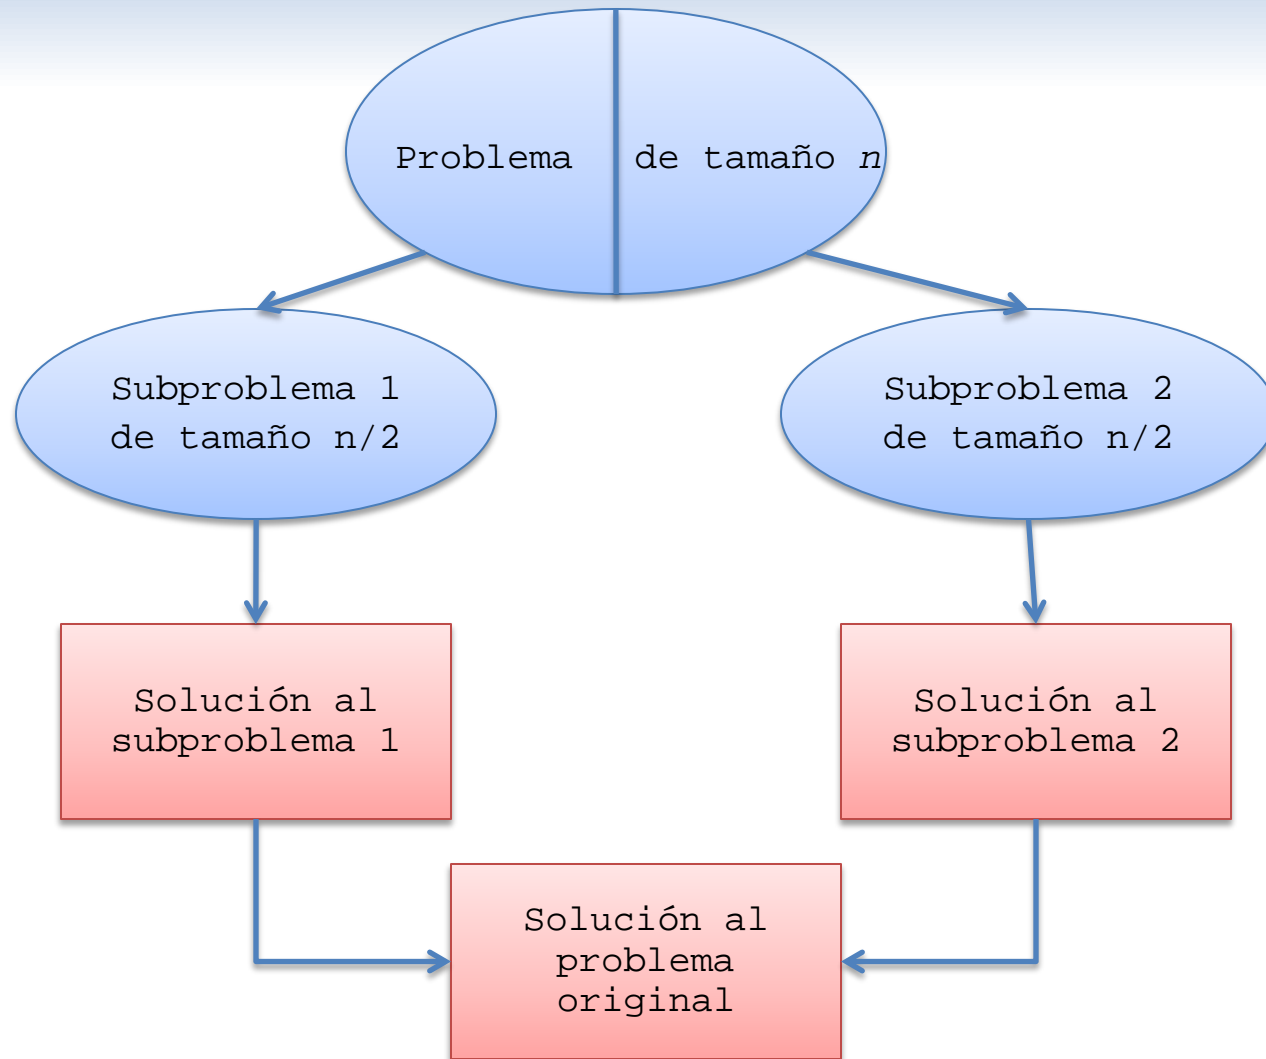 Problema de tamaño n
Subproblema 1
de tamaño n/2
Subproblema 2
de tamaño n/2
Solución al
subproblema 1
Solución al
subproblema 2
Solución al
problema
original